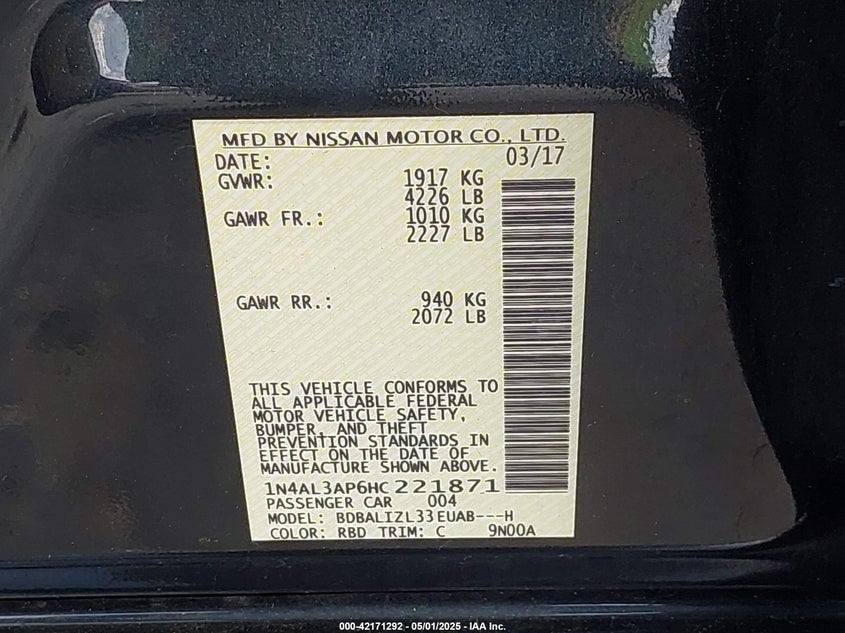 MFD BY NISSAN MOTOR CO., LTD.
DATE: 03/17
GVWR: 1917 KG
4226 LB
GAWR FR.: 1010 KG
2227 LB
GAWR RR.: 940 KG
2072 LB
THIS VEHICLE CONFORMS TO
ALL APPLICABLE FEDERAL
MOTOR VEHICLE SAFETY,
BUMPER, AND THEFT
PREVENTION STANDARDS IN
EFFECT ON THE DATE OF
MANUFACTURE SHOWN ABOVE.
1N4AL3AP6HC221871
PASSENGER CAR 004
MODEL: BDBALIZL33EUAB---H
COLOR: RBD TRIM: C 9N00A
000-42171292 - 05/01/2025 - IAA Inc.